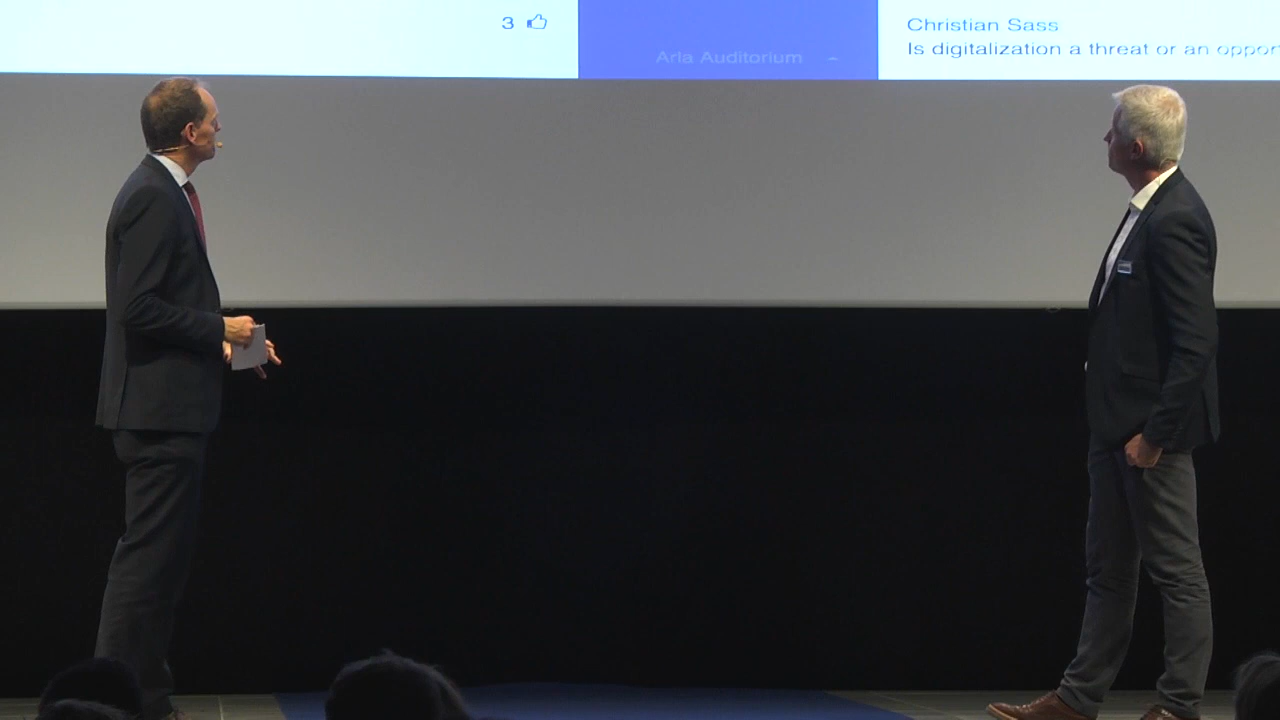 3
Arla Auditorium
Christian Sass
Is digitalization a threat or an oppor